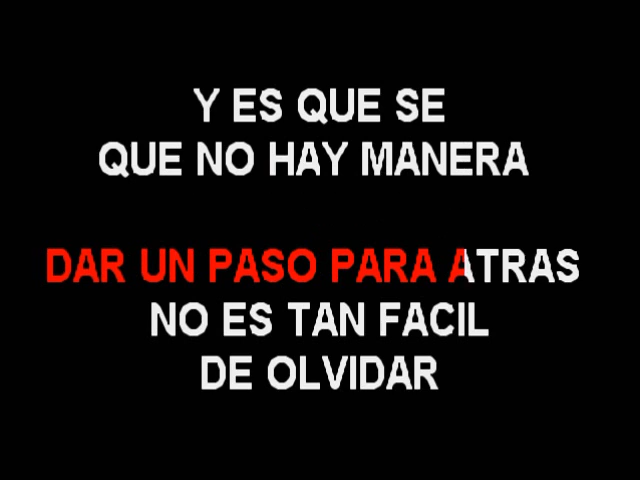 Y ES QUE SE
QUE NO HAY MANERA
DAR UN PASO PARA ATRAS
NO ES TAN FACIL
DE OLVIDAR